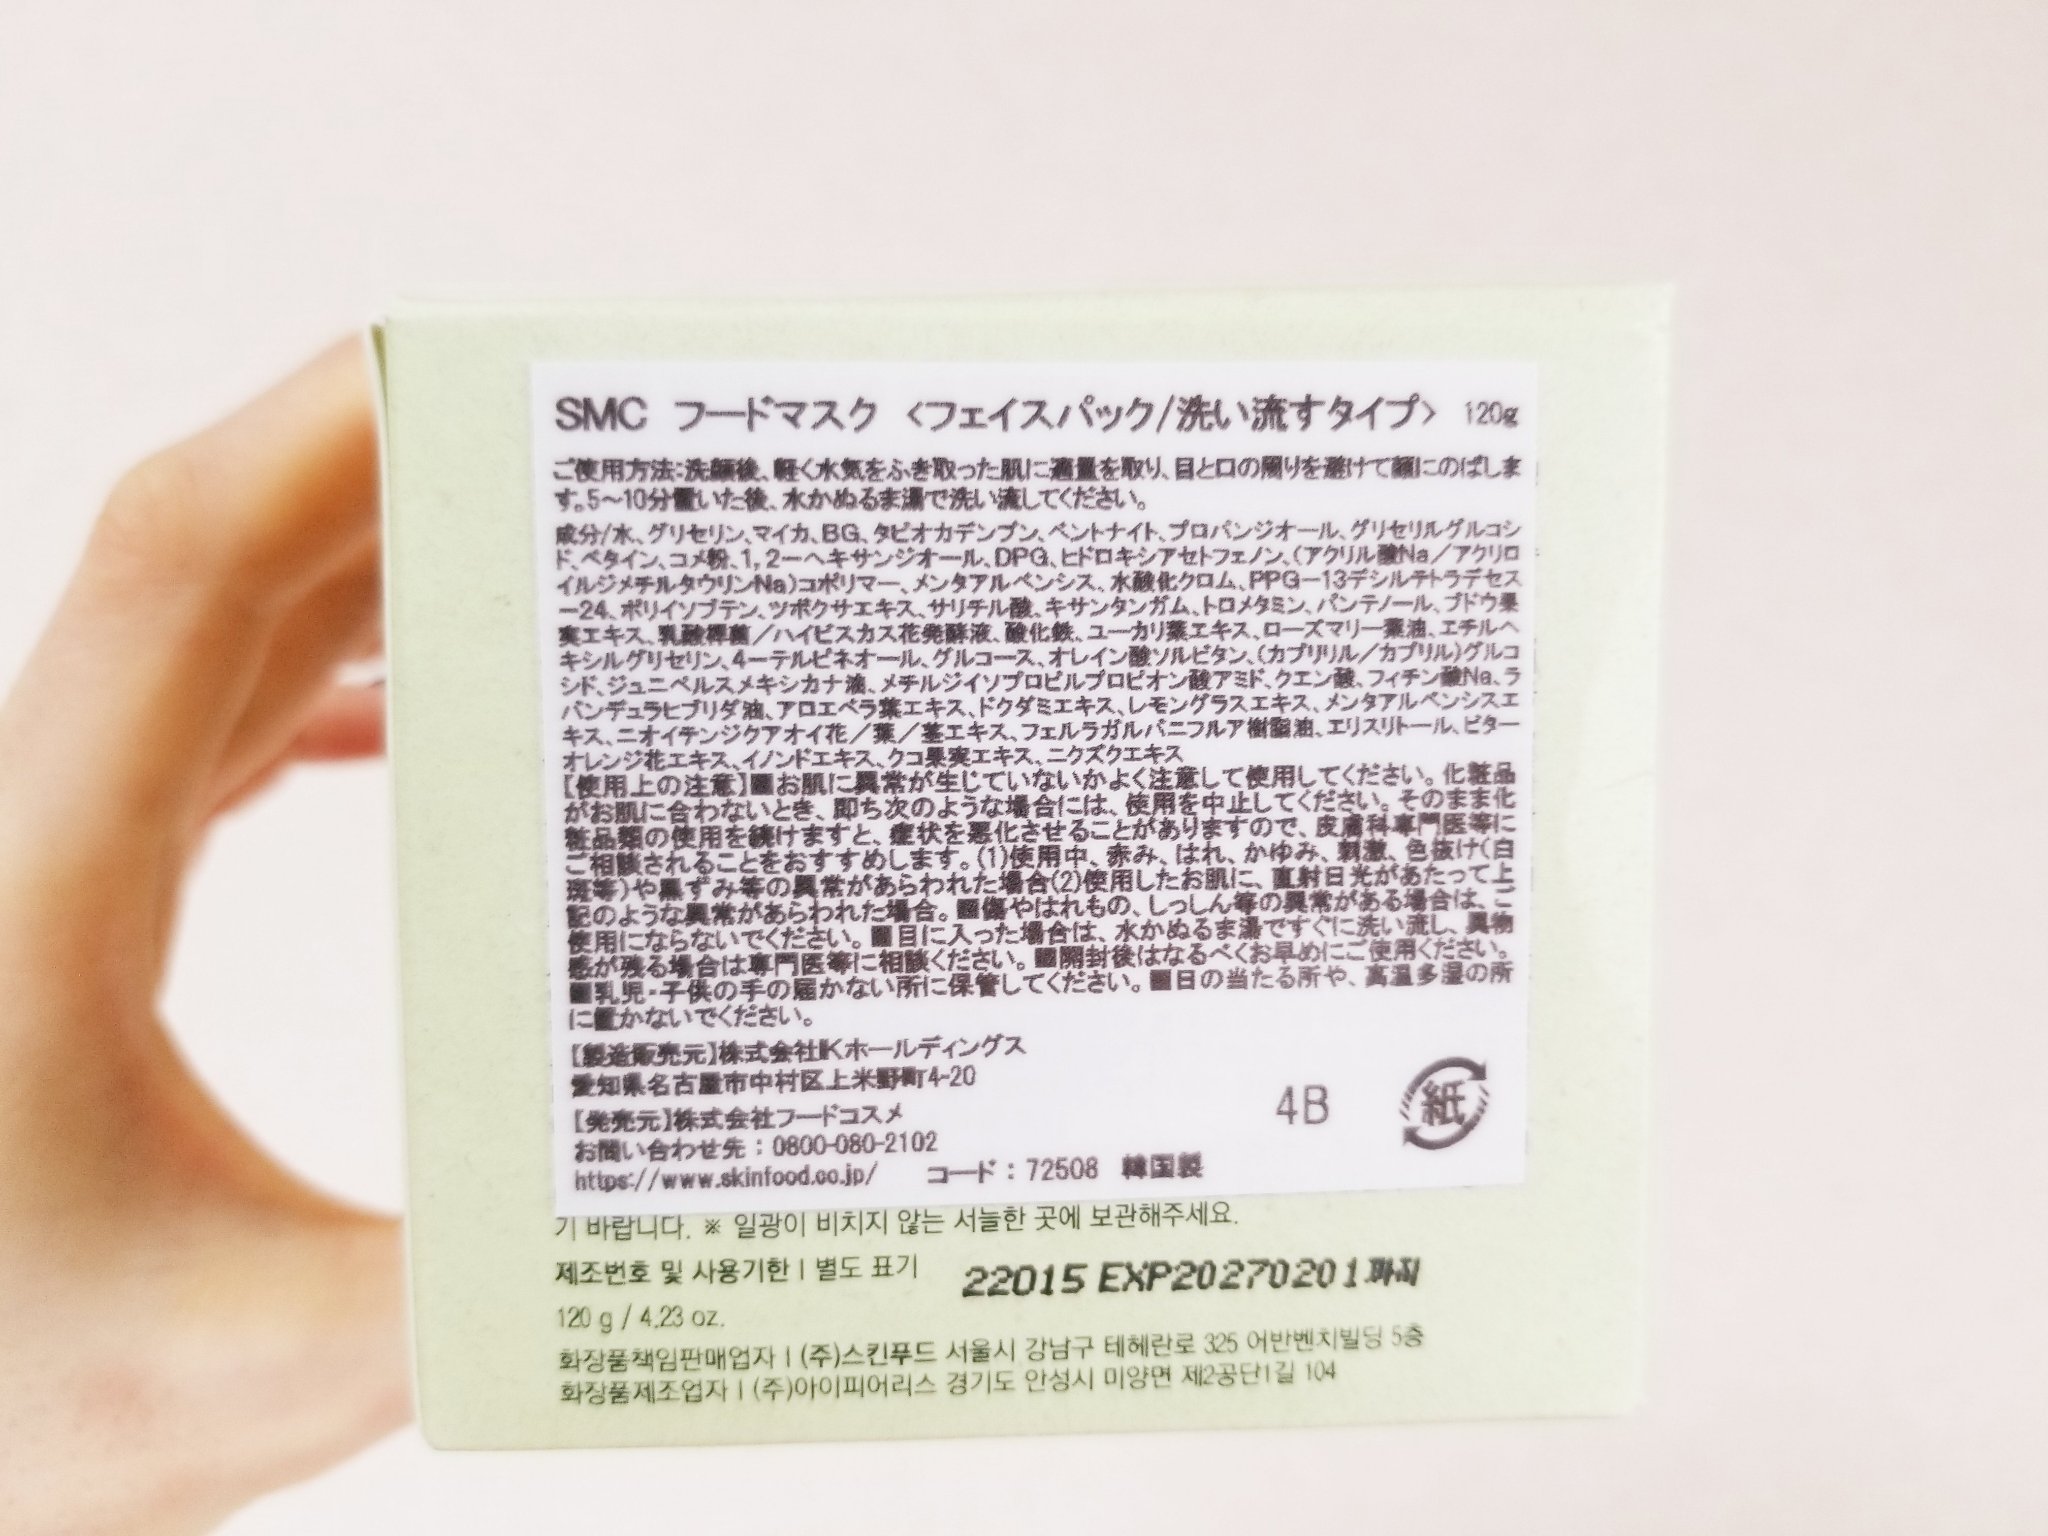 SMC フードマスク 〈フェイスパック/洗い流すタイプ〉 120g
ご使用方法:洗顔後、軽く水気をふき取った肌に適量を取り、目と口の周りを避けて顔にのばしま
す。5～10分置いた後、水かぬるま湯で洗い流してください。
成分/水、グリセリン、マイカ、BG、タピオカデンプン、ベントナイト、プロパンジオール、グリセリルグルコシ
ド、ベタイン、コメ粉、1,2ーヘキサンジオール、DPG、ヒドロキシアセトフェノン、(アクリル酸Na／アクリロ
イルジメチルタウリンNa)コポリマー、メンタアルベンシス、水酸化クロム、PPGー13デシルテトラデセス
ー24、ポリイソブテン、ツボクサエキス、サリチル酸、キサンタンガム、トロメタミン、パンテノール、ブドウ果
実エキス、乳酸桿菌／ハイビスカス花発酵液、酸化鉄、ユーカリ葉エキス、ローズマリー葉油、エチルヘ
キシルグリセリン、4ーテルピネオール、グルコース、オレイン酸ソルビタン、(カプリリル／カプリル)グルコ
シド、ジュニペルスメキシカナ油、メチルジイソプロピルプロピオン酸アミド、クエン酸、フィチン酸Na、ラ
バンデュラヒブリダ油、アロエベラ葉エキス、ドクダミエキス、レモングラスエキス、メンタアルベンシスエ
キス、ニオイテンジクアオイ花／葉／茎エキス、フェルラガルバニフルア樹脂油、エリスリトール、ビター
オレンジ花エキス、イノンドエキス、クコ果実エキス、ニクズクエキス
【使用上の注意】■お肌に異常が生じていないかよく注意して使用してください。化粧品
がお肌に合わないとき、即ち次のような場合には、使用を中止してください。そのまま化
粧品類の使用を続けますと、症状を悪化させることがありますので、皮膚科専門医等に
ご相談されることをおすすめします。(1)使用中、赤み、はれ、かゆみ、刺激、色抜け(白
斑等)や黒ずみ等の異常があらわれた場合(2)使用したお肌に、直射日光があたって上
記のような異常があらわれた場合。■傷やはれもの、しっしん等の異常がある場合は、ご
使用にならないでください。■目に入った場合は、水かぬるま湯ですぐに洗い流し、異物
感が残る場合は専門医等に相談ください。■開封後はなるべくお早めにご使用ください。
■乳児・子供の手の届かない所に保管してください。■日の当たる所や、高温多湿の所
に置かないでください。
【製造販売元】株式会社IKホールディングス
愛知県名古屋市中村区上米野町4-20
【発売元】株式会社フードコスメ
お問い合わせ先：0800-080-2102
https://www.skinfood.co.jp/ コード：72508 韓国製
4B
紙
기 바랍니다. ※ 일광이 비치지 않는 서늘한 곳에 보관해주세요.
제조번호 및 사용기한 | 별도 표기 22015 EXP20270201까지
120 g / 4.23 oz.
화장품책임판매업자 | (주)스킨푸드 서울시 강남구 테헤란로 325 어반벤치빌딩 5층
화장품제조업자 | (주)아이피어리스 경기도 안성시 미양면 제2공단1길 104